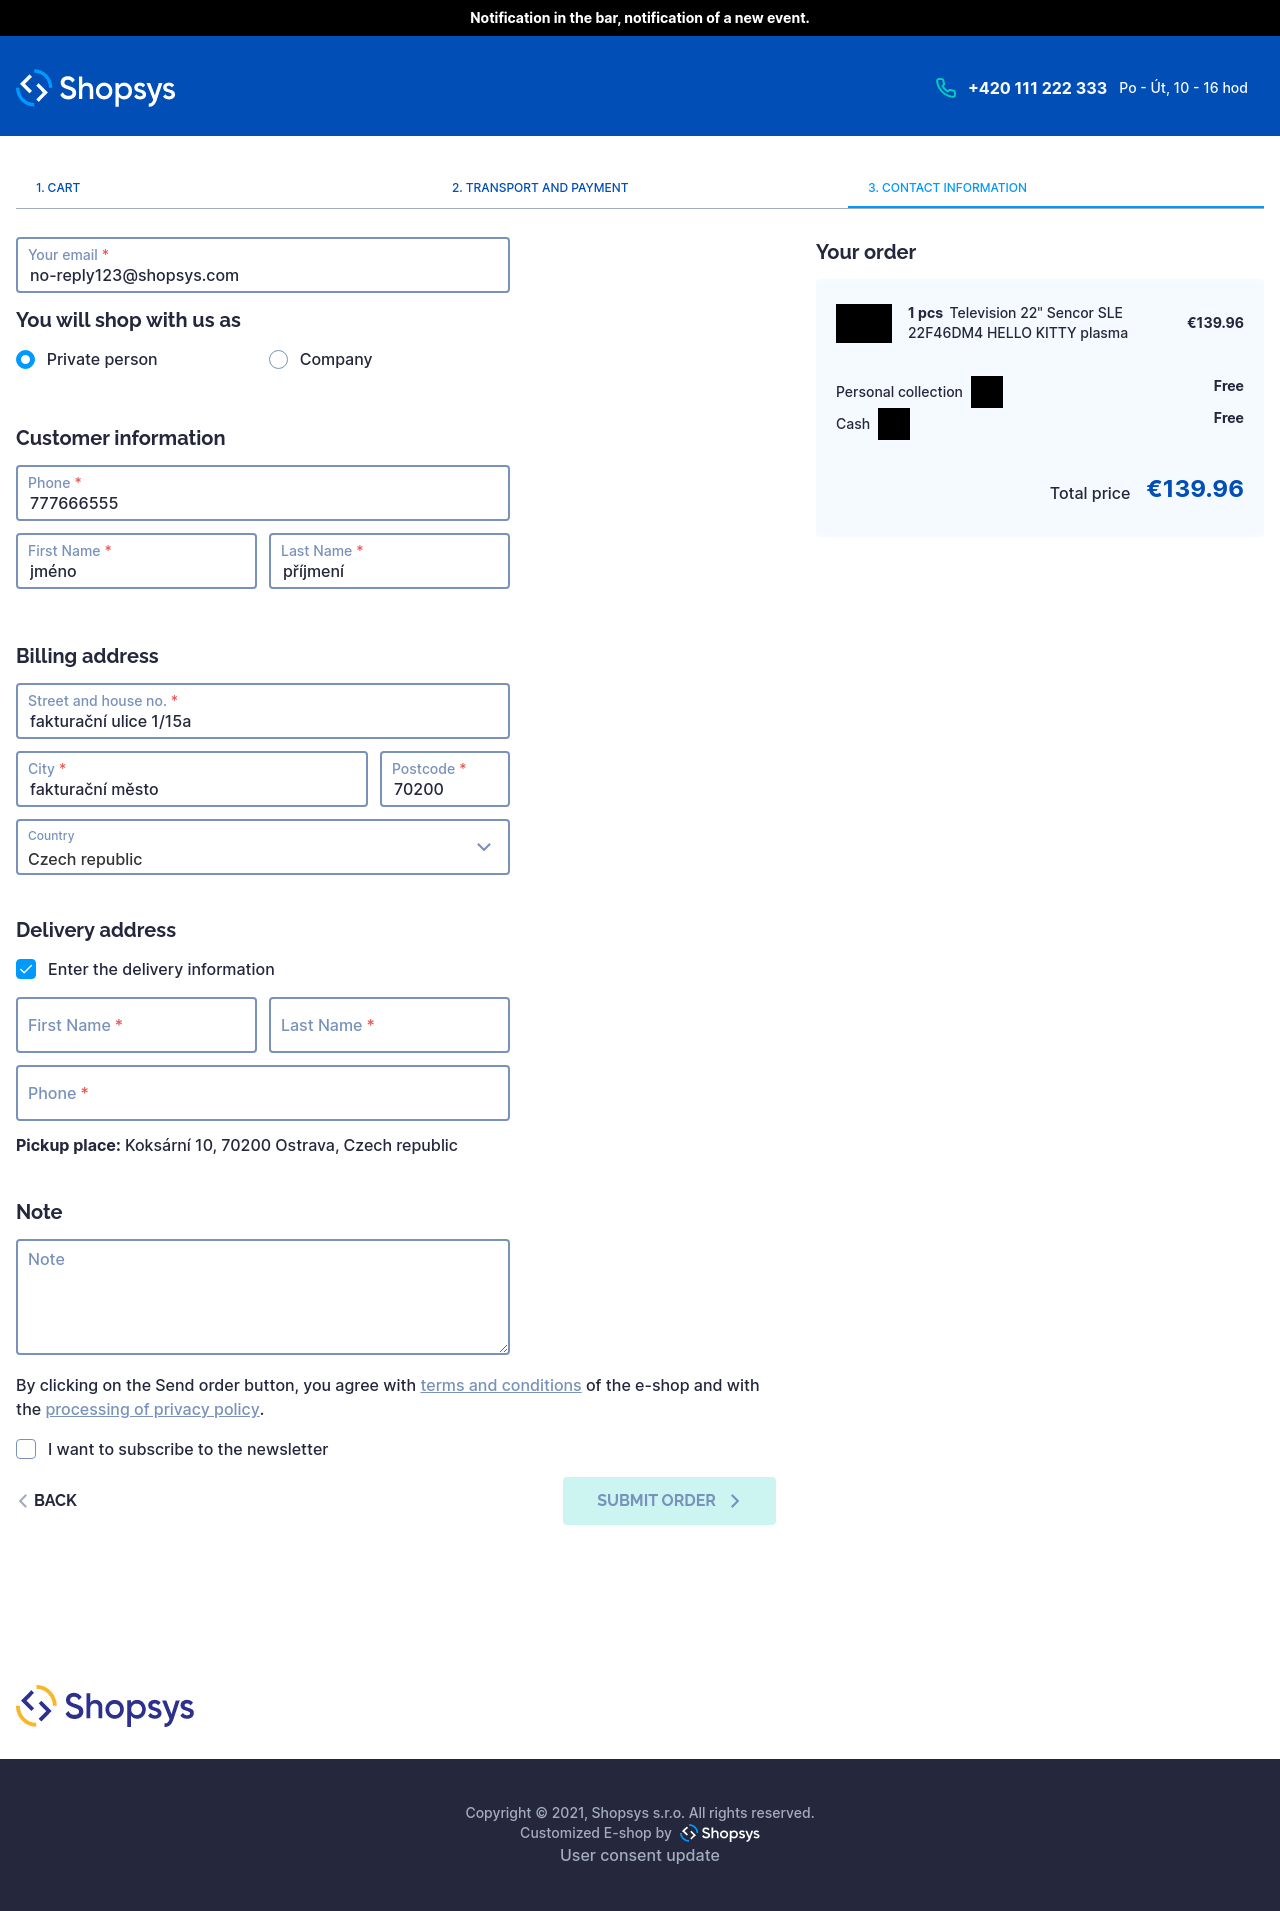 Notification in the bar, notification of a new event.
Shopsys
+420 111 222 333 Po - Út, 10 - 16 hod
1. CART
2. TRANSPORT AND PAYMENT
3. CONTACT INFORMATION
Your email *
no-reply123@shopsys.com
You will shop with us as
Private person
Company
Customer information
Phone *
777666555
First Name *
jméno
Last Name *
příjmení
Billing address
Street and house no. *
fakturační ulice 1/15a
City *
fakturační město
Postcode *
70200
Country
Czech republic
Delivery address
Enter the delivery information
First Name *
Last Name *
Phone *
Pickup place: Koksární 10, 70200 Ostrava, Czech republic
Note
Note
By clicking on the Send order button, you agree with terms and conditions of the e-shop and with
the processing of privacy policy.
I want to subscribe to the newsletter
BACK
SUBMIT ORDER
Your order
1 pcs Television 22" Sencor SLE
22F46DM4 HELLO KITTY plasma
€139.96
Personal collection
Free
Cash
Free
Total price €139.96
Shopsys
Copyright © 2021, Shopsys s.r.o. All rights reserved.
Customized E-shop by Shopsys
User consent update